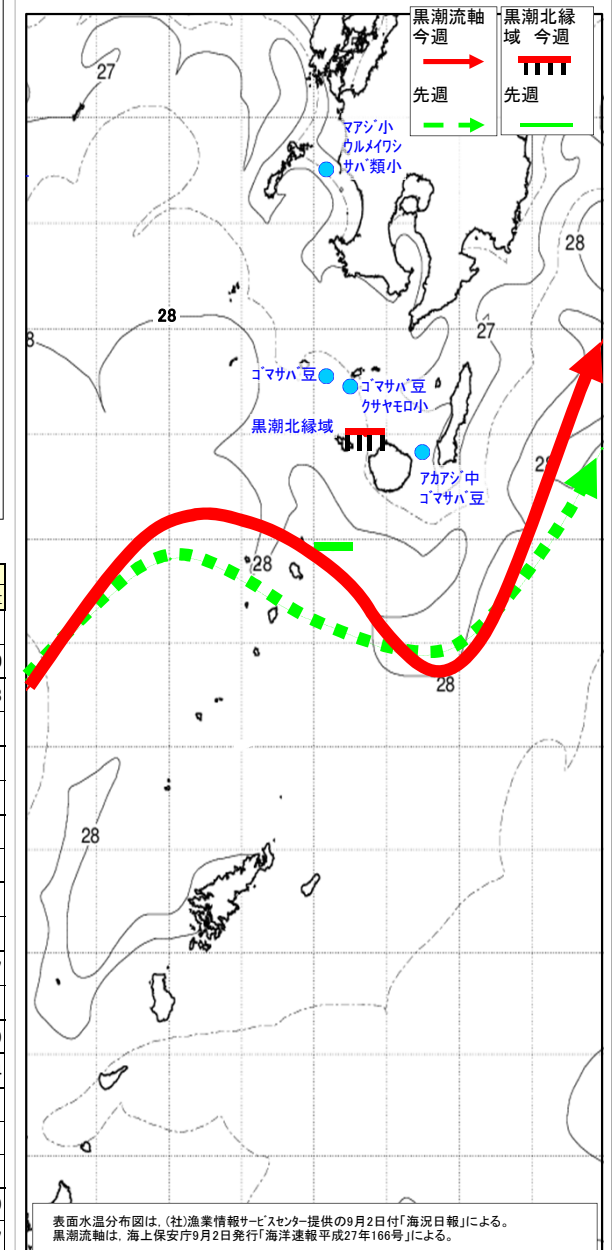 黒潮流軸
今週
先週
黒潮北縁
域 今週
先週
27
マアジ小
ウルメイワシ
サバ類小
28
28
27
8
ゴマサバ豆
ゴマサバ豆
クサヤモロ小
黒潮北縁域
アカアジ中
ゴマサバ豆
28
28
28
28
表面水温分布図は、(社)漁業情報サービスセンター提供の9月2日付「海況日報」による。
黒潮流軸は、海上保安庁9月2日発行「海洋速報平成27年166号」による。